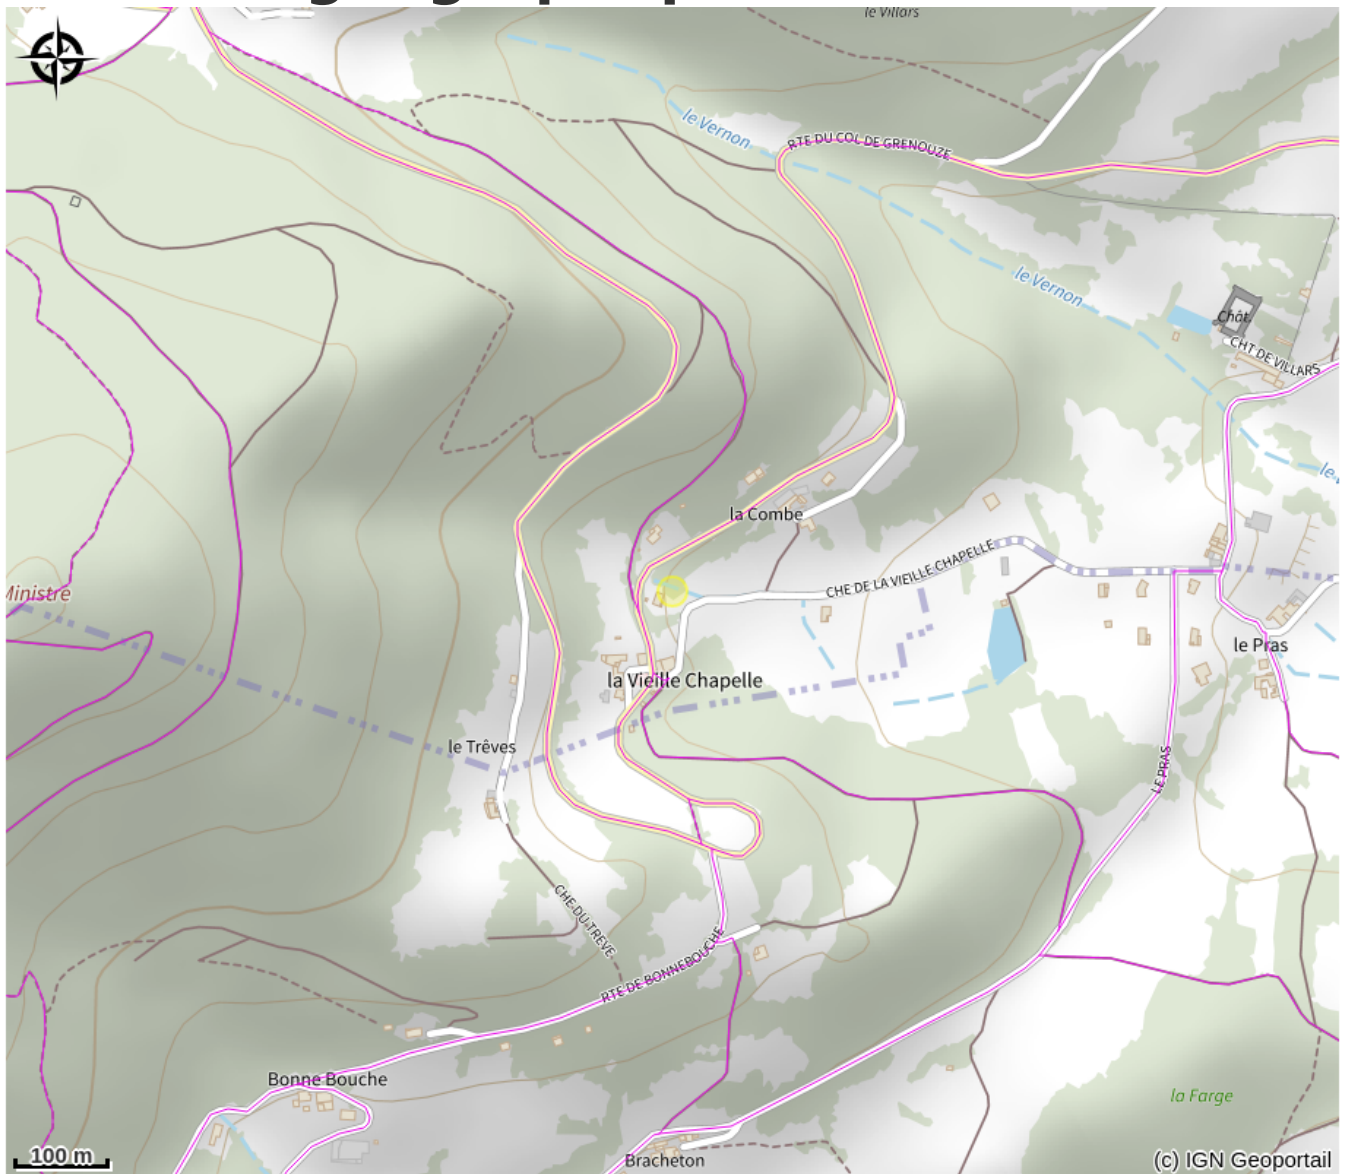 le Villars
le Vernon
RTE DU COL DE GRENOUZE
le Vernon
Chât.
CHT DE VILLARS
le
la Combe
CHE DE LA VIEILLE CHAPELLE
Ministre
le Pras
la Vieille Chapelle
le Trêves
LE PRAS
CHE DU TREVE
RTE DE BONNEBOUCHE
Bonne Bouche
la Farge
100 m
Bracheton
(c) IGN Geoportail